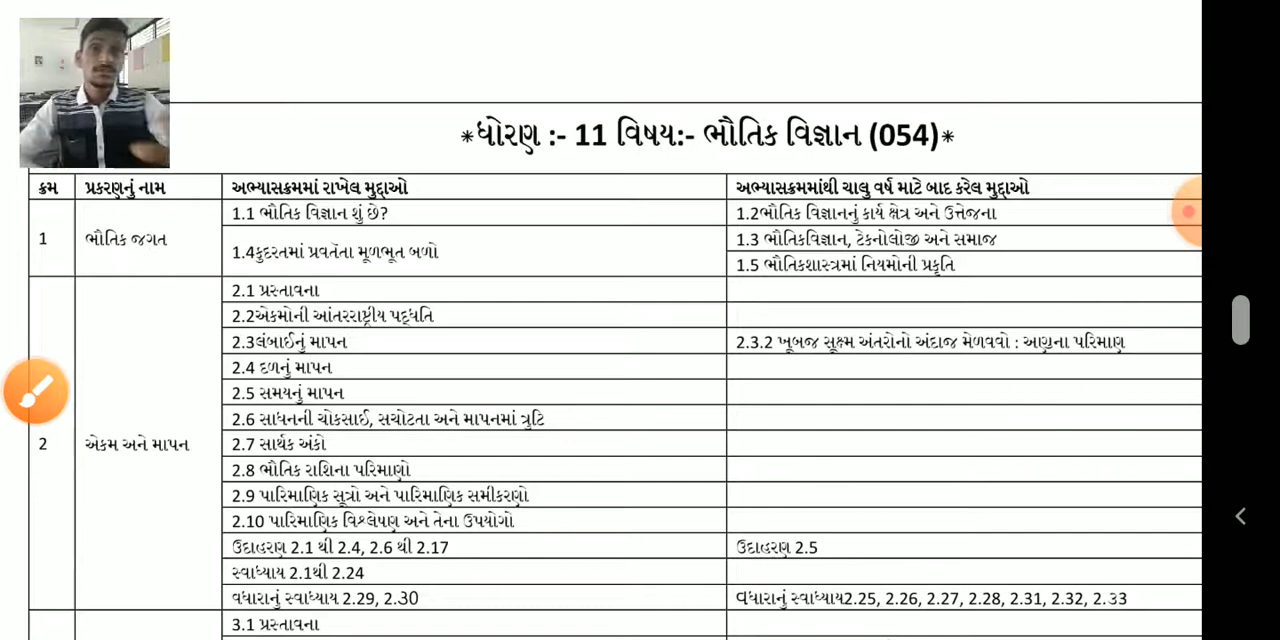 *ધોરણ :- 11 વિષય:- ભૌતિક વિજ્ઞાન (054)*
ક્રમ પ્રકરણનું નામ અભ્યાસક્રમમાં રાખેલ મુદ્દાઓ અભ્યાસક્રમમાંથી ચાલુ વર્ષ માટે બાદ કરેલ મુદ્દાઓ
1 ભૌતિક જગત
1.1 ભૌતિક વિજ્ઞાન શું છે? 1.2ભૌતિક વિજ્ઞાનનું કાર્ય ક્ષેત્ર અને ઉત્તેજના
1.4કુદરતમાં પ્રવર્તતા મૂળભૂત બળો 1.3 ભૌતિકવિજ્ઞાન, ટેકનોલોજી અને સમાજ
1.5 ભૌતિકશાસ્ત્રમાં નિયમોની પ્રકૃતિ
2 એકમ અને માપન
2.1 પ્રસ્તાવના
2.2એકમોની આંતરરાષ્ટ્રીય પદ્ધતિ
2.3લંબાઈનું માપન 2.3.2 ખૂબજ સૂક્ષ્મ અંતરોનો અંદાજ મેળવવો : આણુના પરિમાણ
2.4 દળનું માપન
2.5 સમયનું માપન
2.6 સાધનની ચોકસાઈ, સચોટતા અને માપનમાં ત્રુટિ
2.7 સાર્થક અંકો
2.8 ભૌતિક રાશિના પરિમાણો
2.9 પારિમાણિક સૂત્રો અને પારિમાણિક સમીકરણો
2.10 પારિમાણિક વિશ્લેષણ અને તેના ઉપયોગો
ઉદાહરણ 2.1 થી 2.4, 2.6 થી 2.17 ઉદાહરણ 2.5
સ્વાધ્યાય 2.1થી 2.24
વધારાનું સ્વાધ્યાય 2.29, 2.30 વધારાનું સ્વાધ્યાય2.25, 2.26, 2.27, 2.28, 2.31, 2.32, 2.33
3.1 પ્રસ્તાવના